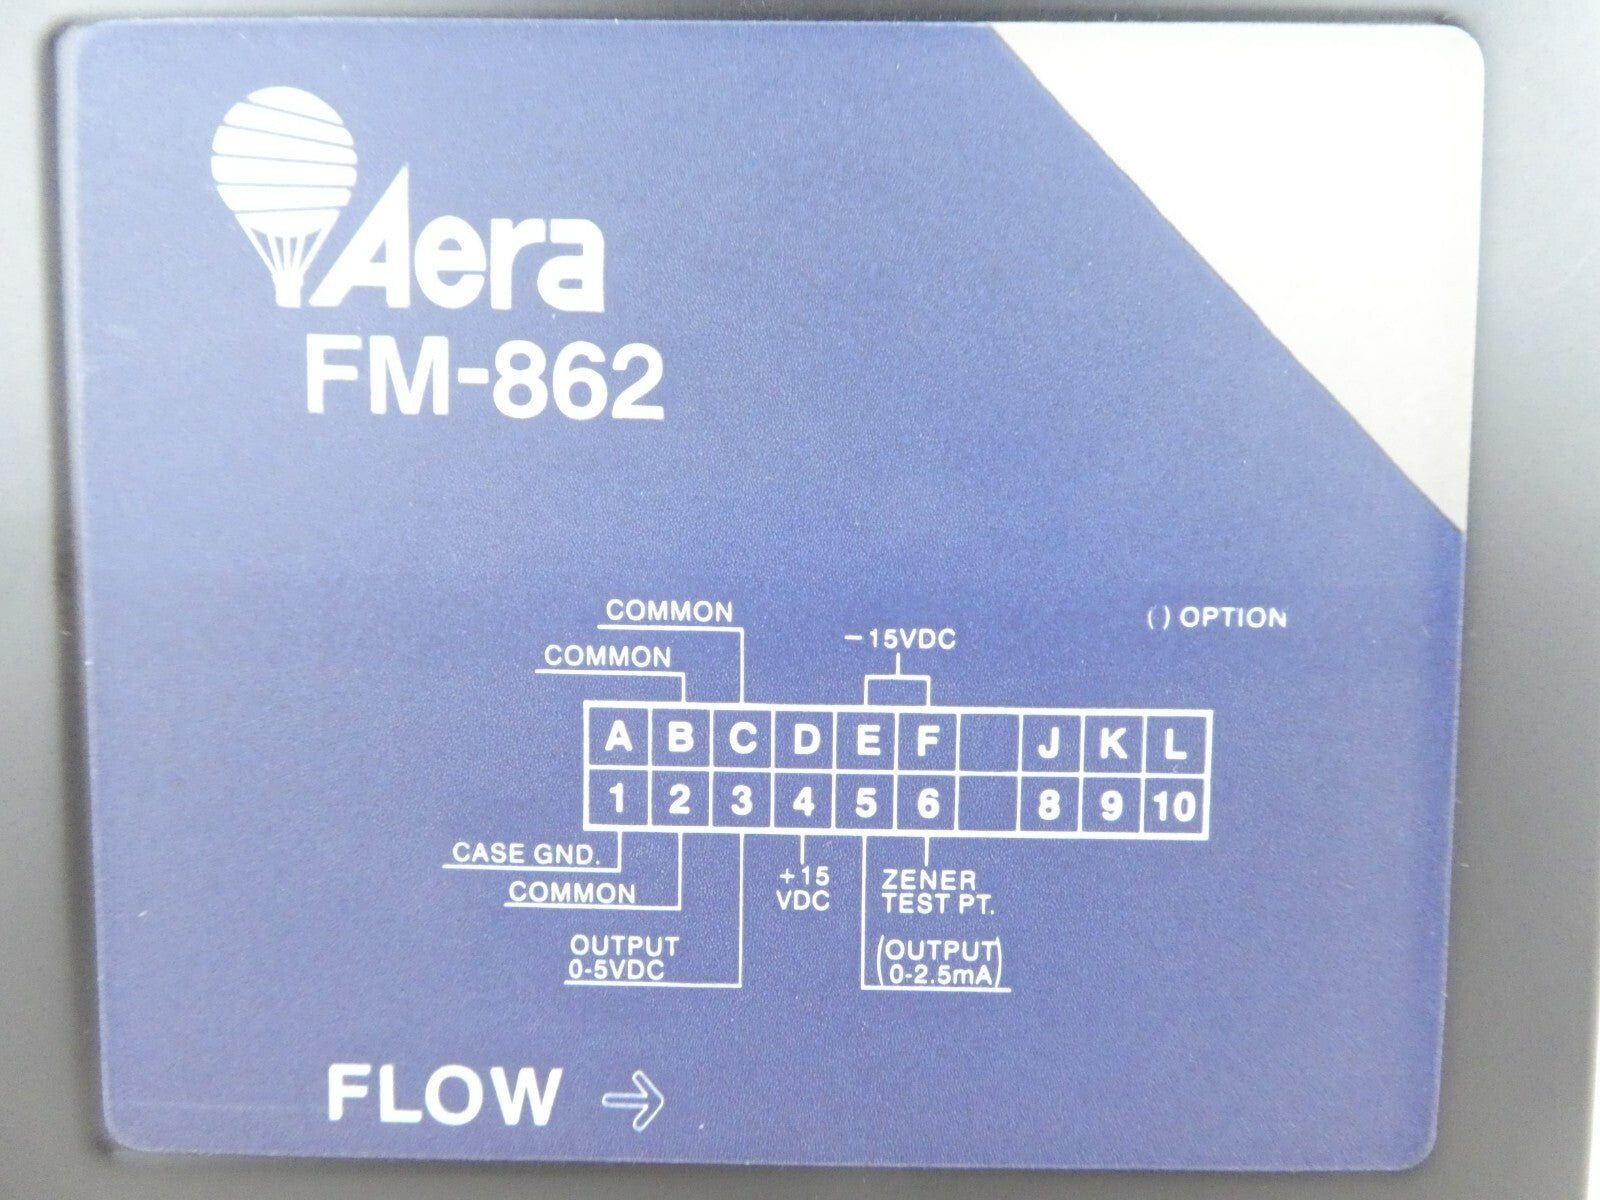 Aera
FM-862
COMMON
() OPTION
COMMON
-15VDC
A B C D E F J K L
1 2 3 4 5 6 8 9 10
CASE GND.
COMMON
+15
VDC
ZENER
TEST PT.
OUTPUT
0-5VDC
(OUTPUT
0-2.5mA)
FLOW →